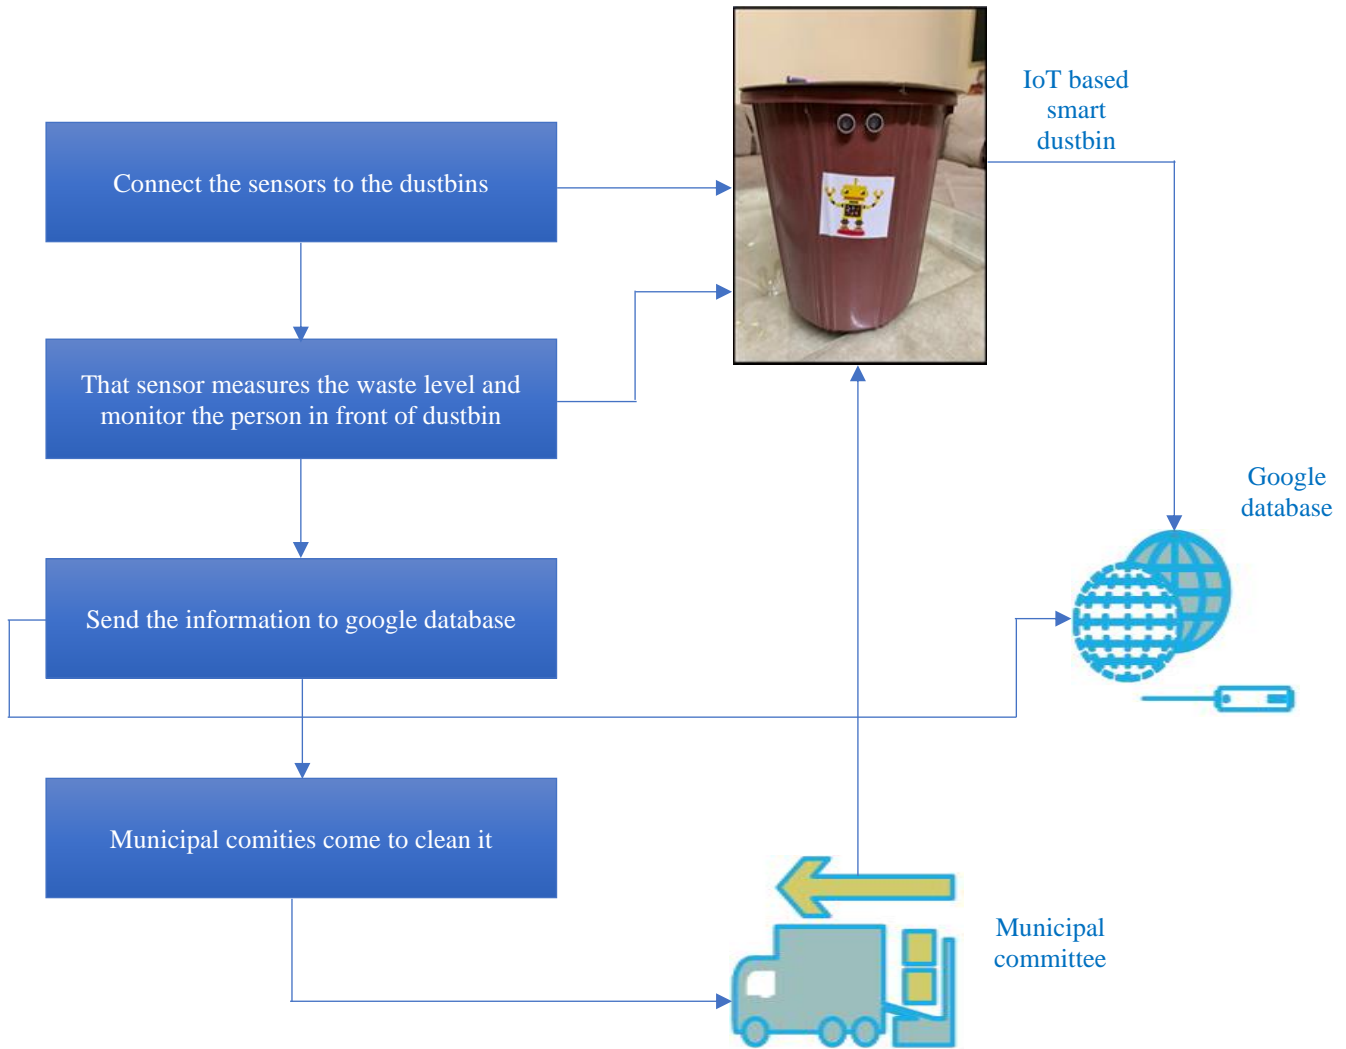 IoT based
smart
dustbin
Connect the sensors to the dustbins
That sensor measures the waste level and
monitor the person in front of dustbin
Google
database
Send the information to google database
Municipal comities come to clean it
Municipal
committee